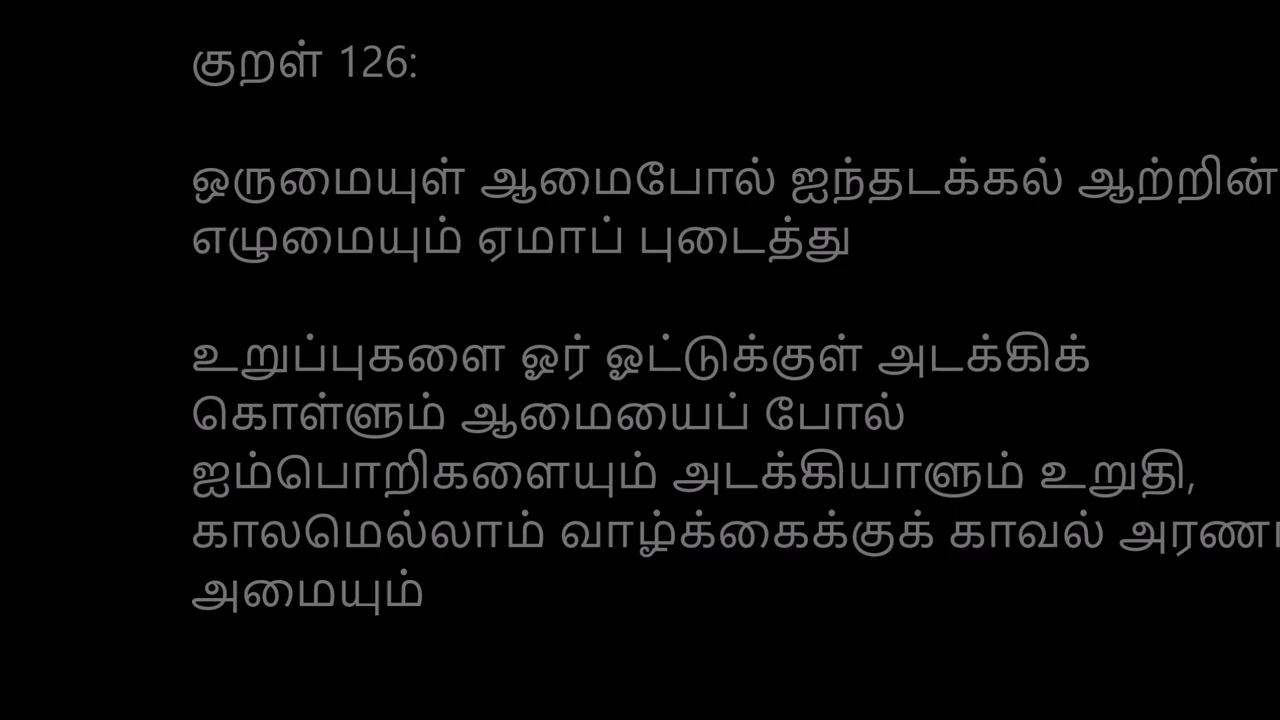 குறள் 126:
ஒருமையுள் ஆமைபோல் ஐந்தடக்கல் ஆற்றின்
எழுமையும் ஏமாப் புடைத்து
உறுப்புகளை ஓர் ஓட்டுக்குள் அடக்கிக்
கொள்ளும் ஆமையைப் போல்
ஐம்பொறிகளையும் அடக்கியாளும் உறுதி,
காலமெல்லாம் வாழ்க்கைக்குக் காவல்
அமையும்